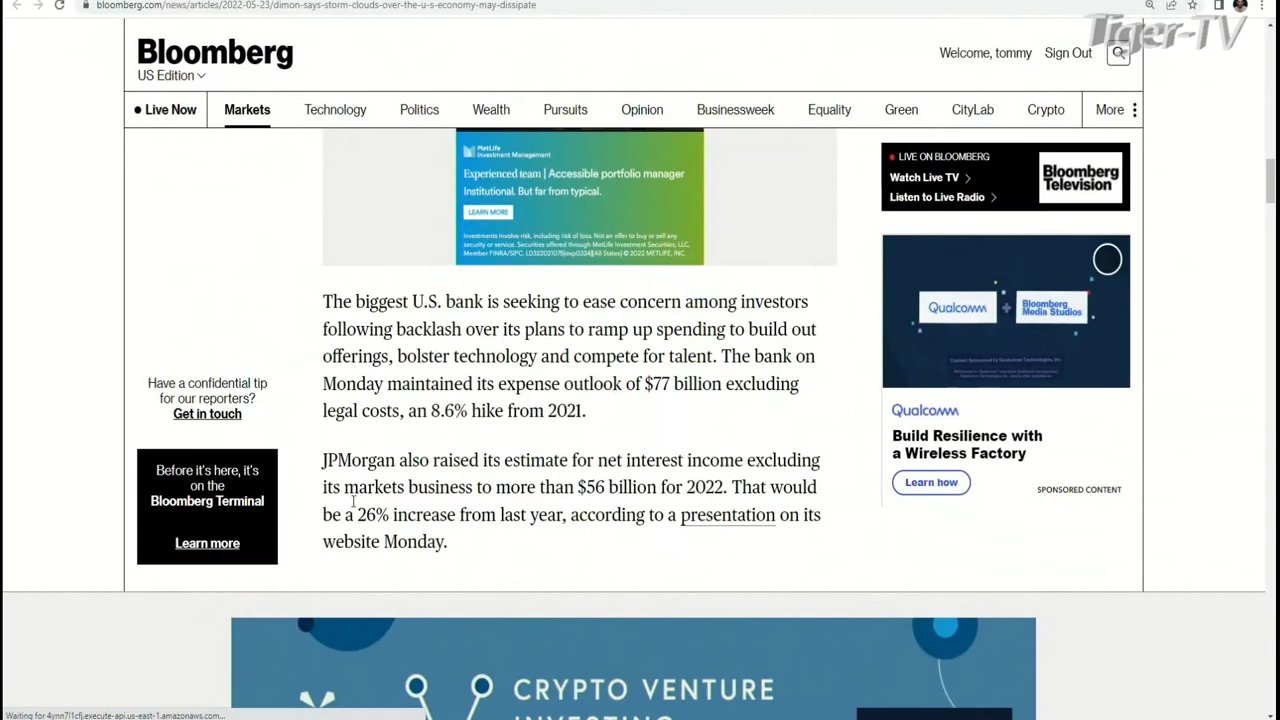 bloomberg.com/news/articles/2022-05-23/dimon-says-storm-clouds-over-the-u-s-economy-may-dissipate
Tiger-TV
Bloomberg
US Edition
Welcome, tommy Sign Out
Live Now Markets Technology Politics Wealth Pursuits Opinion Businessweek Equality Green CityLab Crypto More
MetLife
Investment Management
Experienced team | Accessible portfolio manager
Institutional. But far from typical.
LEARN MORE
Investments involve risk, including risk of loss. Not an offer to buy or sell any
security or service. Securities offered through MetLife Investment Securities, LLC,
Member FINRA/SIPC. © 2022 METLIFE, INC.
LIVE ON BLOOMBERG
Watch Live TV
Listen to Live Radio
Bloomberg
Television
The biggest U.S. bank is seeking to ease concern among investors
following backlash over its plans to ramp up spending to build out
offerings, bolster technology and compete for talent. The bank on
Monday maintained its expense outlook of $77 billion excluding
legal costs, an 8.6% hike from 2021.
JPMorgan also raised its estimate for net interest income excluding
its markets business to more than $56 billion for 2022. That would
be a 26% increase from last year, according to a presentation on its
website Monday.
Have a confidential tip
for our reporters?
Get in touch
Before it's here, it's
on the
Bloomberg Terminal
Learn more
Qualcomm + Bloomberg
Media Studios
Content Sponsored by Qualcomm Technologies, Inc.
Qualcomm
Build Resilience with
a Wireless Factory
Learn how
SPONSORED CONTENT
CRYPTO VENTURE
INVESTING
Waiting for 4ynn7l1cfj.execute-api.us-east-1.amazonaws.com...